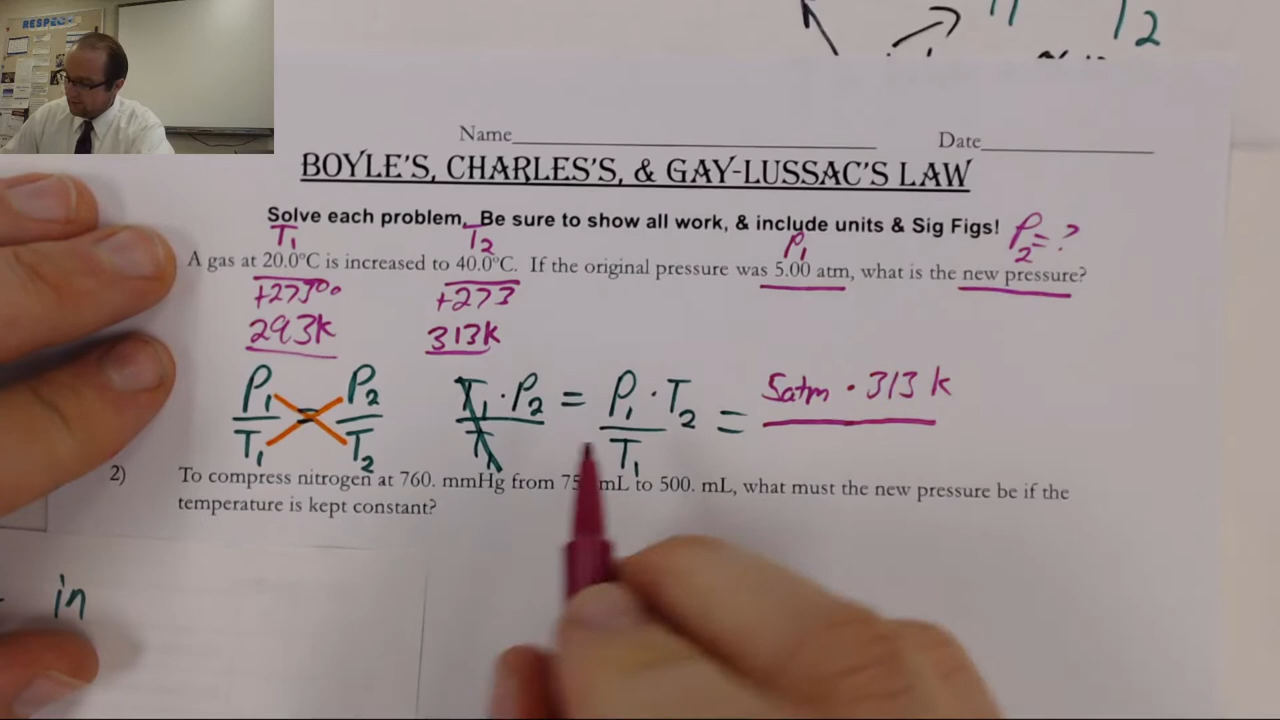 RESPECT
T2
Name Date
BOYLE'S, CHARLES'S, & GAY-LUSSAC'S LAW
Solve each problem. Be sure to show all work, & include units & Sig Figs! P2 = ?
T1 T2 P1
A gas at 20.0°C is increased to 40.0°C. If the original pressure was 5.00 atm, what is the new pressure?
+273 +273
293K 313K
P1 = P2 T1 · P2 = P1 · T2 = 5atm · 313 K
T1 T2 T1 T1
2) To compress nitrogen at 760. mmHg from mL to 500. mL, what must the new pressure be if the
temperature is kept constant?
in